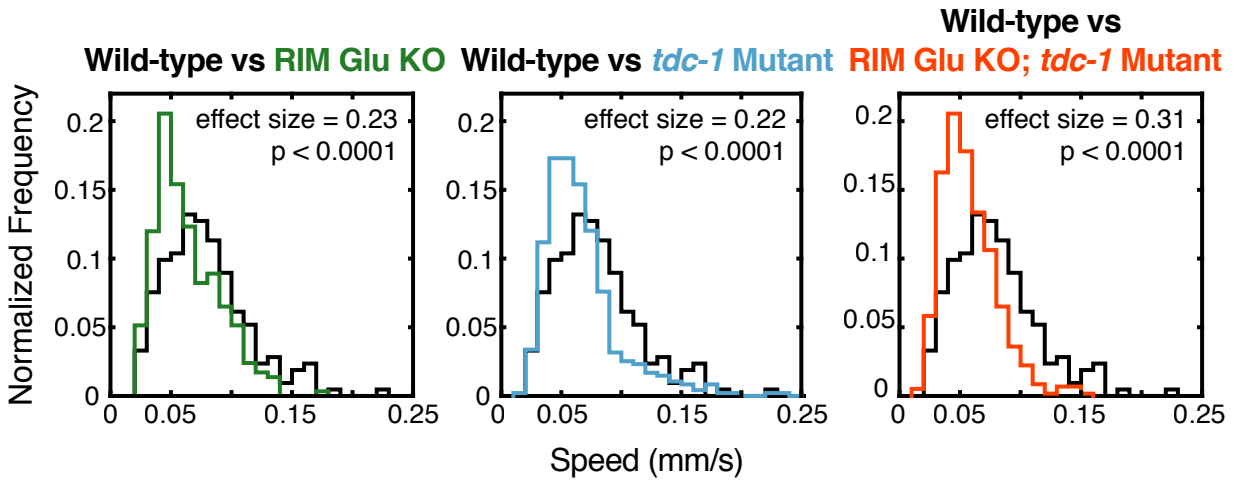 Wild-type vs RIM Glu KO
Wild-type vs tdc-1 Mutant
Wild-type vs
RIM Glu KO; tdc-1 Mutant
Normalized Frequency
0.2
0.15
0.1
0.05
0
effect size = 0.23
p < 0.0001
0
0.05
0.15
0.25
0.2
0.15
0.1
0.05
0
effect size = 0.22
p < 0.0001
0
0.05
0.15
0.25
0.2
0.15
0.1
0.05
0
effect size = 0.31
p < 0.0001
0
0.05
0.15
0.25
Speed (mm/s)